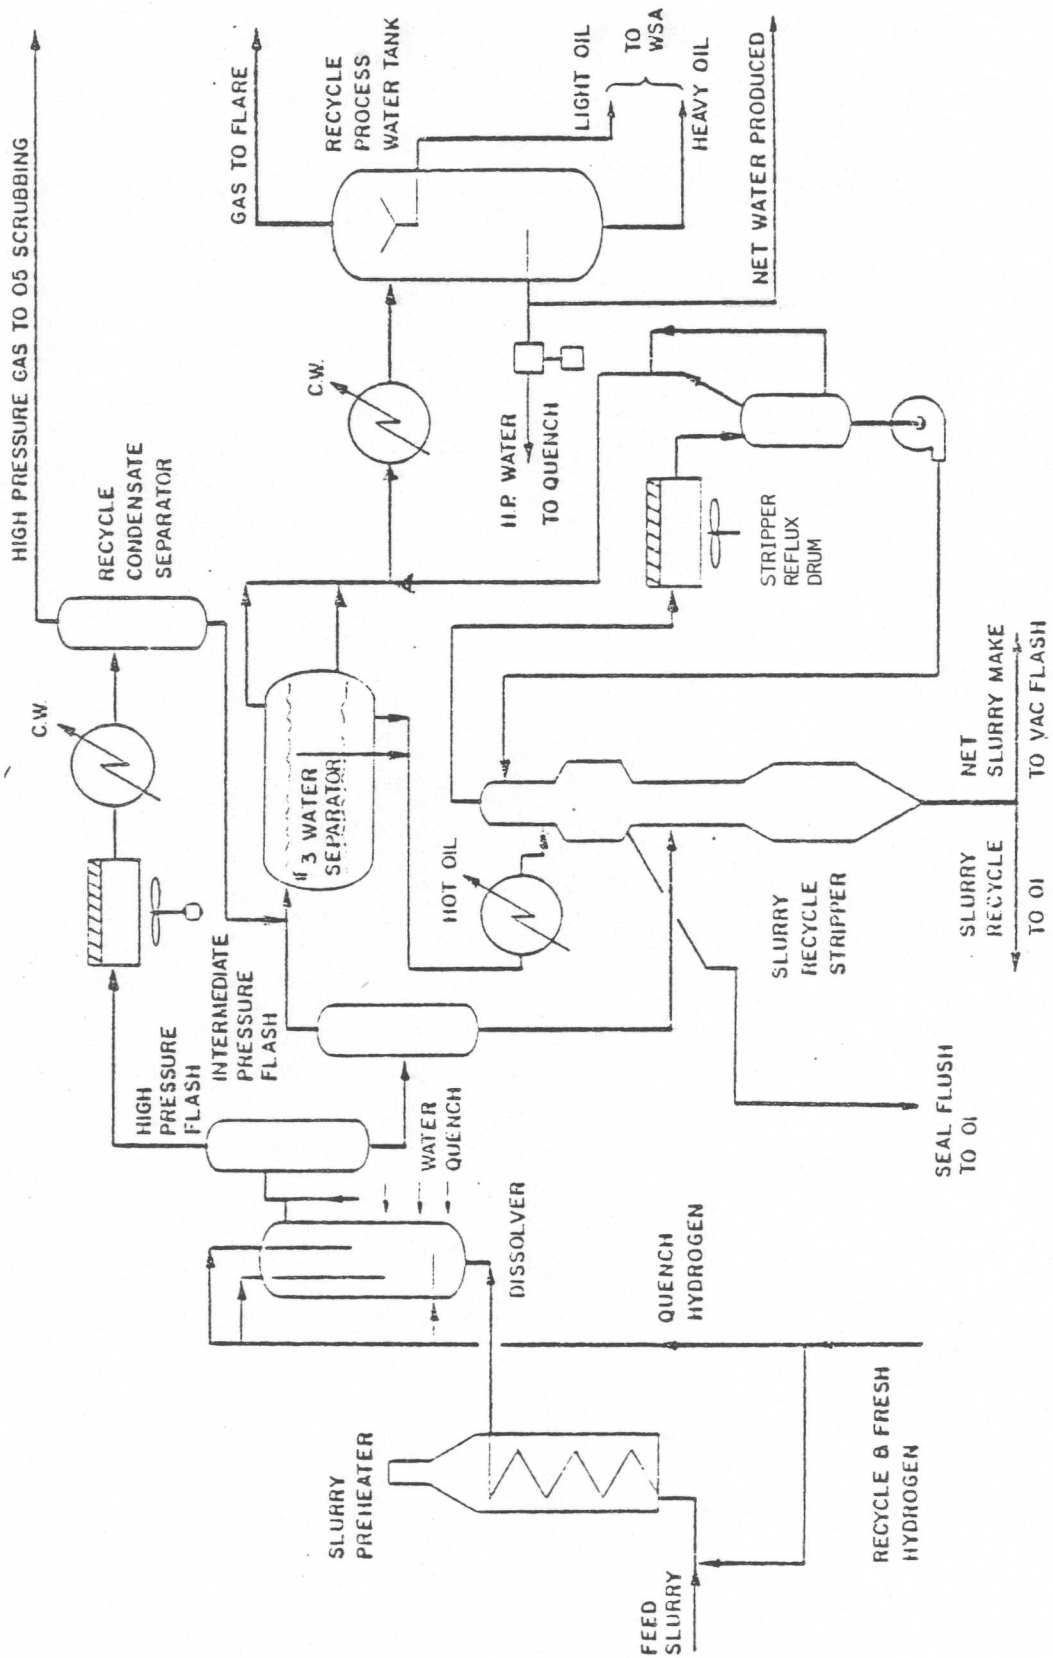 HIGH PRESSURE GAS TO 05 SCRUBBING
GAS TO FLARE
RECYCLE
PROCESS
WATER TANK
LIGHT OIL
TO
WSA
HEAVY OIL
NET WATER PRODUCED
C.W.
H.P. WATER
TO QUENCH
RECYCLE
CONDENSATE
SEPARATOR
C.W.
STRIPPER
REFLUX
DRUM
#3 WATER
SEPARATOR
HOT OIL
NET
SLURRY MAKE
TO VAC FLASH
SLURRY
RECYCLE
TO 01
SLURRY
RECYCLE
STRIPPER
INTERMEDIATE
PRESSURE
FLASH
HIGH
PRESSURE
FLASH
WATER
QUENCH
SEAL FLUSH
TO 01
DISSOLVER
QUENCH
HYDROGEN
SLURRY
PREHEATER
RECYCLE & FRESH
HYDROGEN
FEED
SLURRY